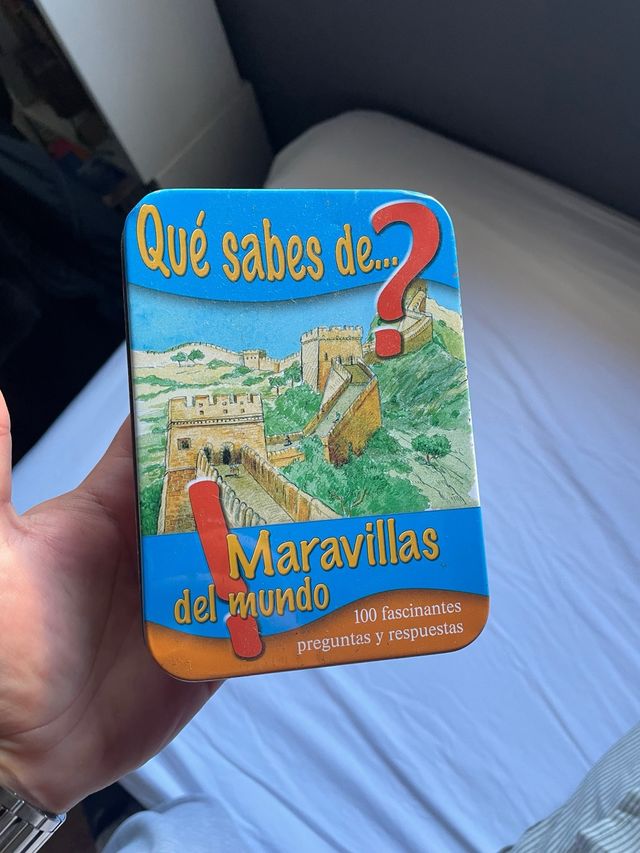 Qué sabes de...?
¡Maravillas
del mundo
100 fascinantes
preguntas y respuestas